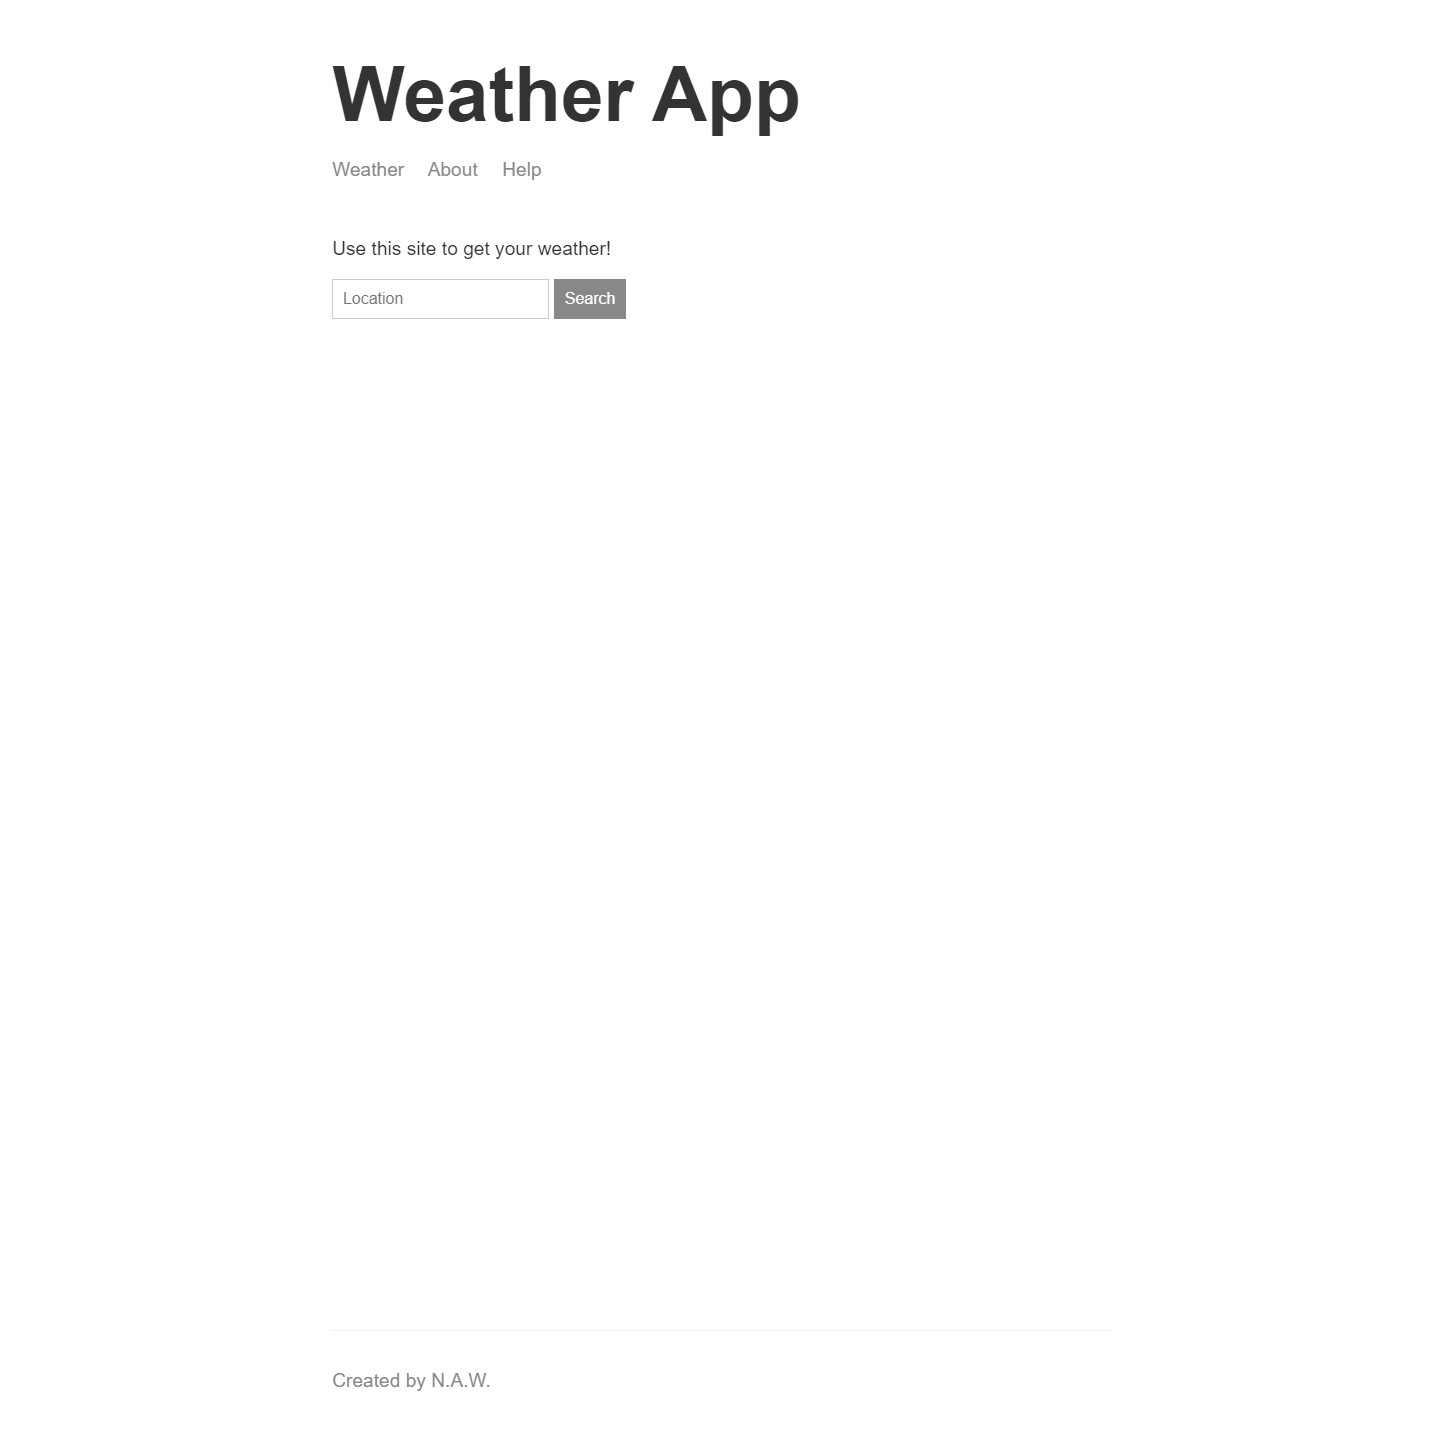 Weather App
Weather About Help
Use this site to get your weather!
Location Search
Created by N.A.W.